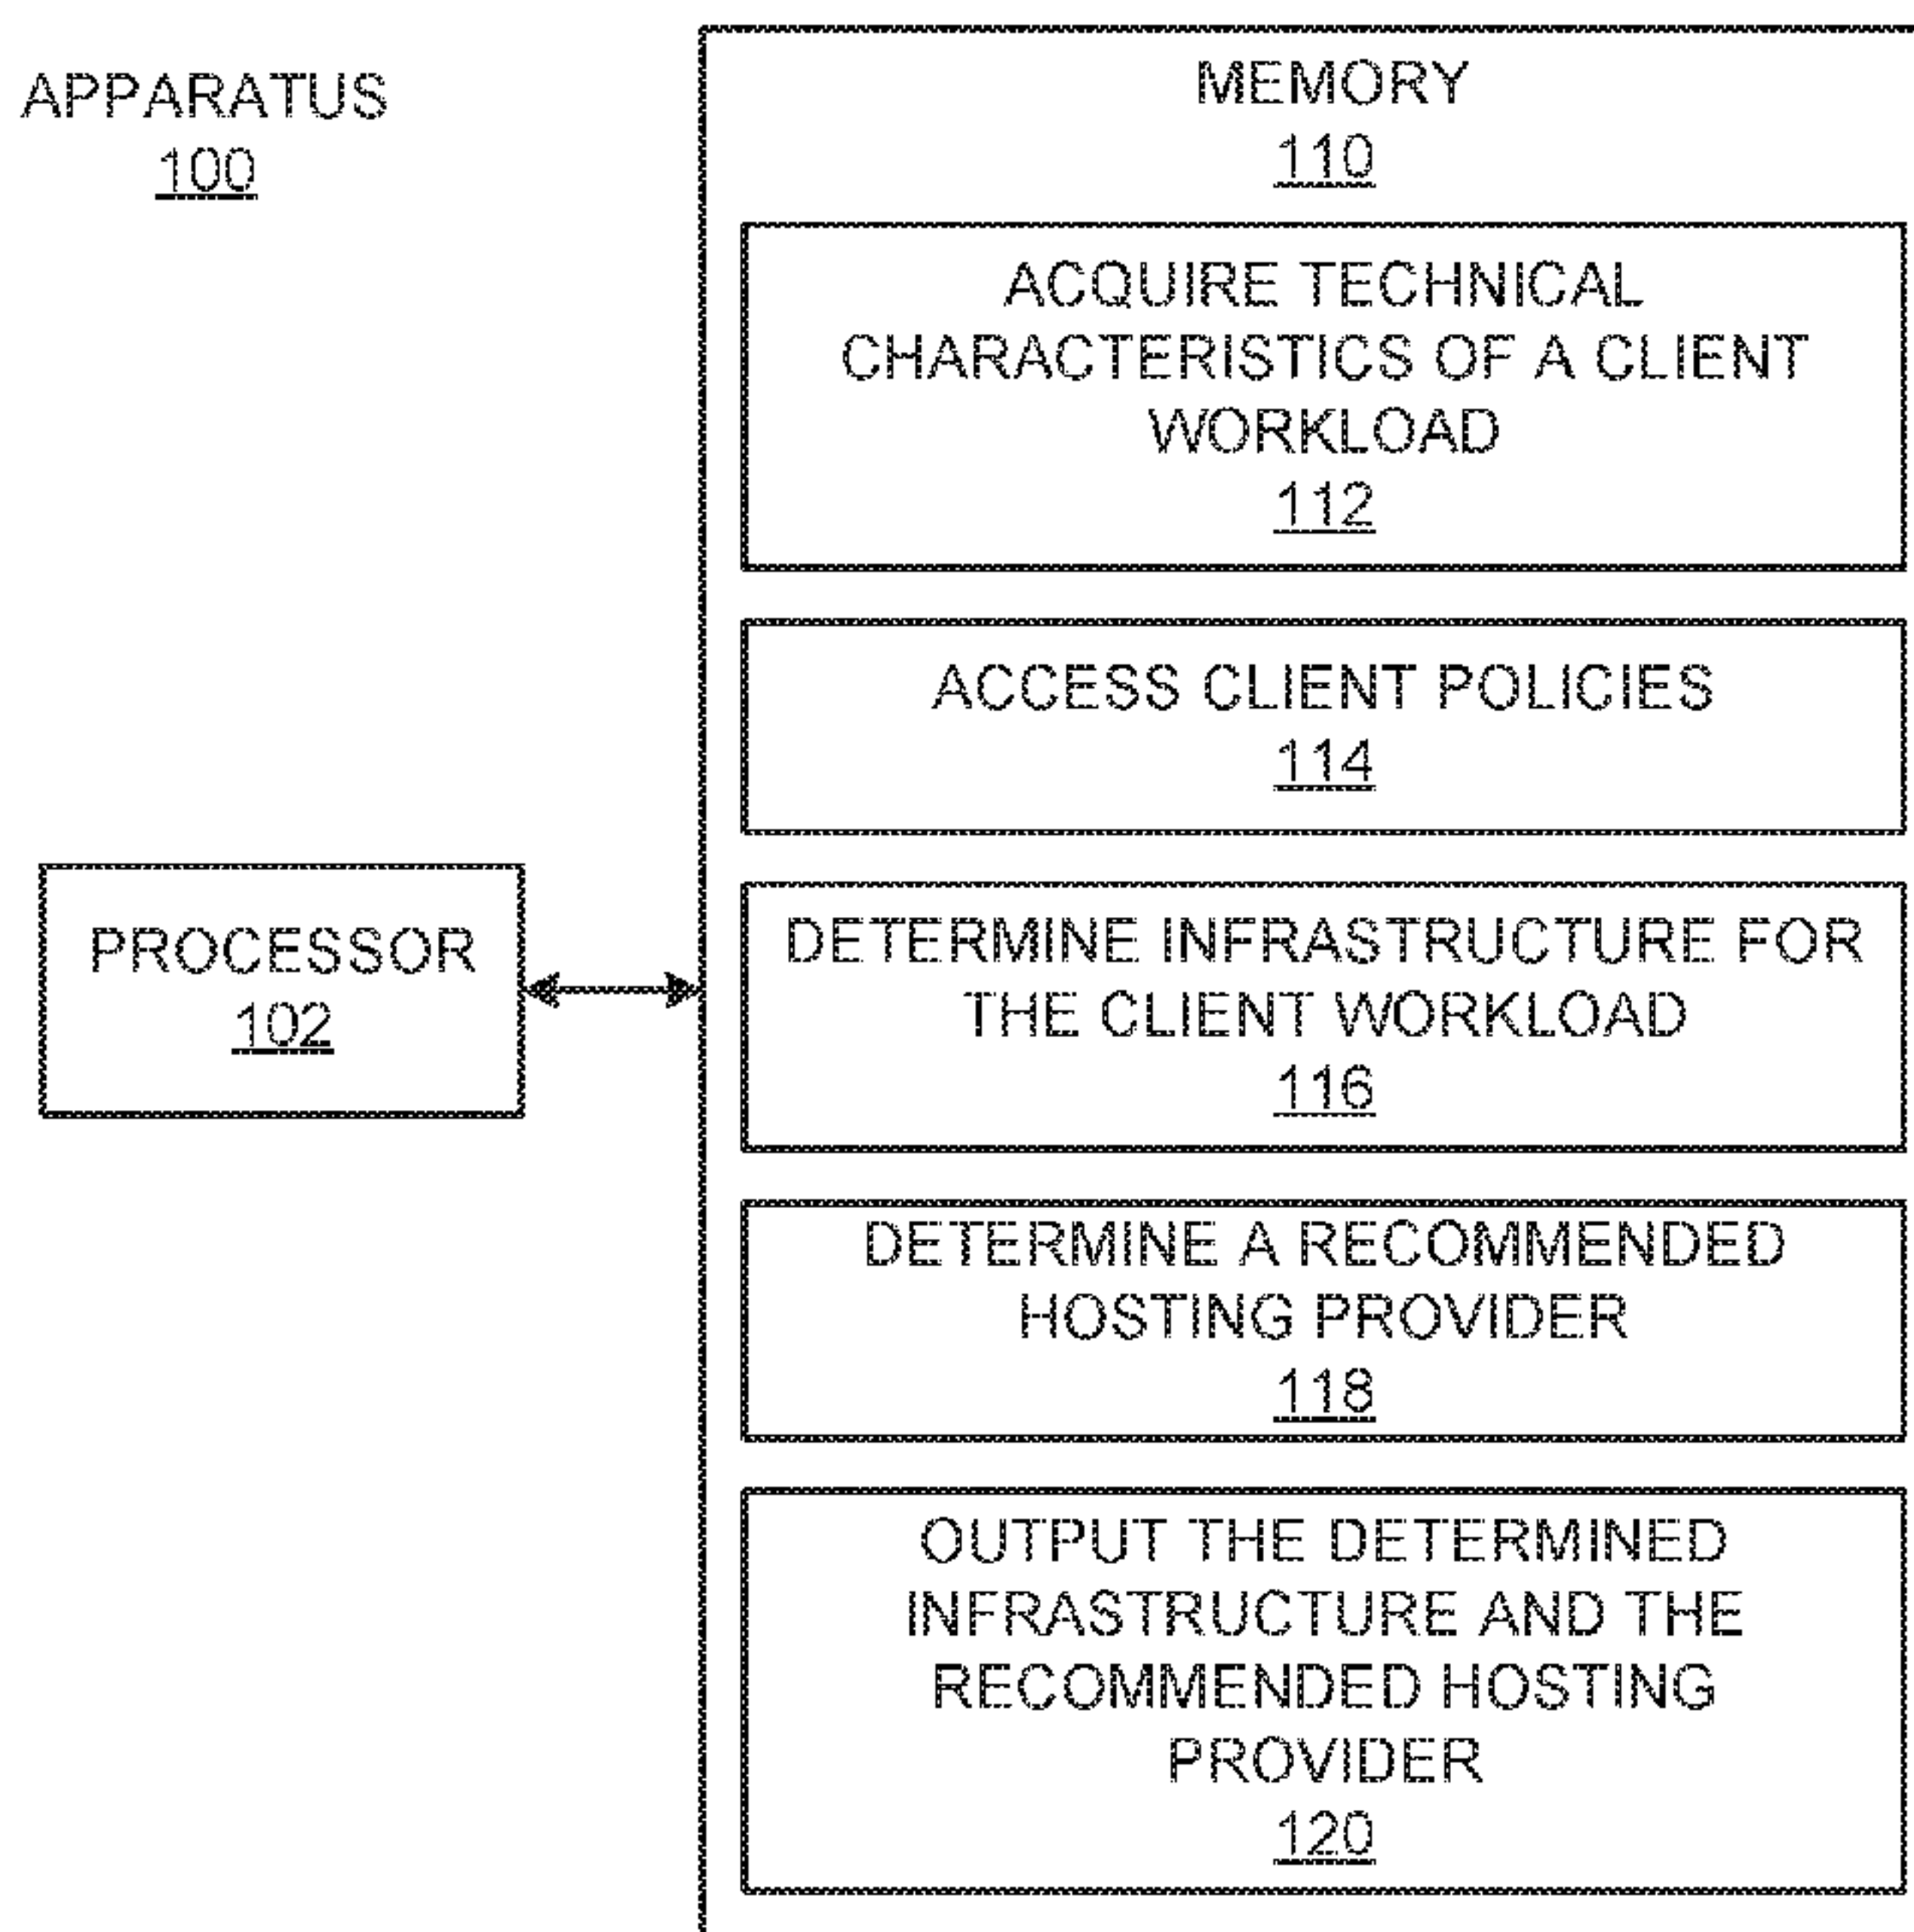 APPARATUS
100
MEMORY
110
ACQUIRE TECHNICAL
CHARACTERISTICS OF A CLIENT
WORKLOAD
112
ACCESS CLIENT POLICIES
114
PROCESSOR
102
DETERMINE INFRASTRUCTURE FOR
THE CLIENT WORKLOAD
116
DETERMINE A RECOMMENDED
HOSTING PROVIDER
118
OUTPUT THE DETERMINED
INFRASTRUCTURE AND THE
RECOMMENDED HOSTING
PROVIDER
120